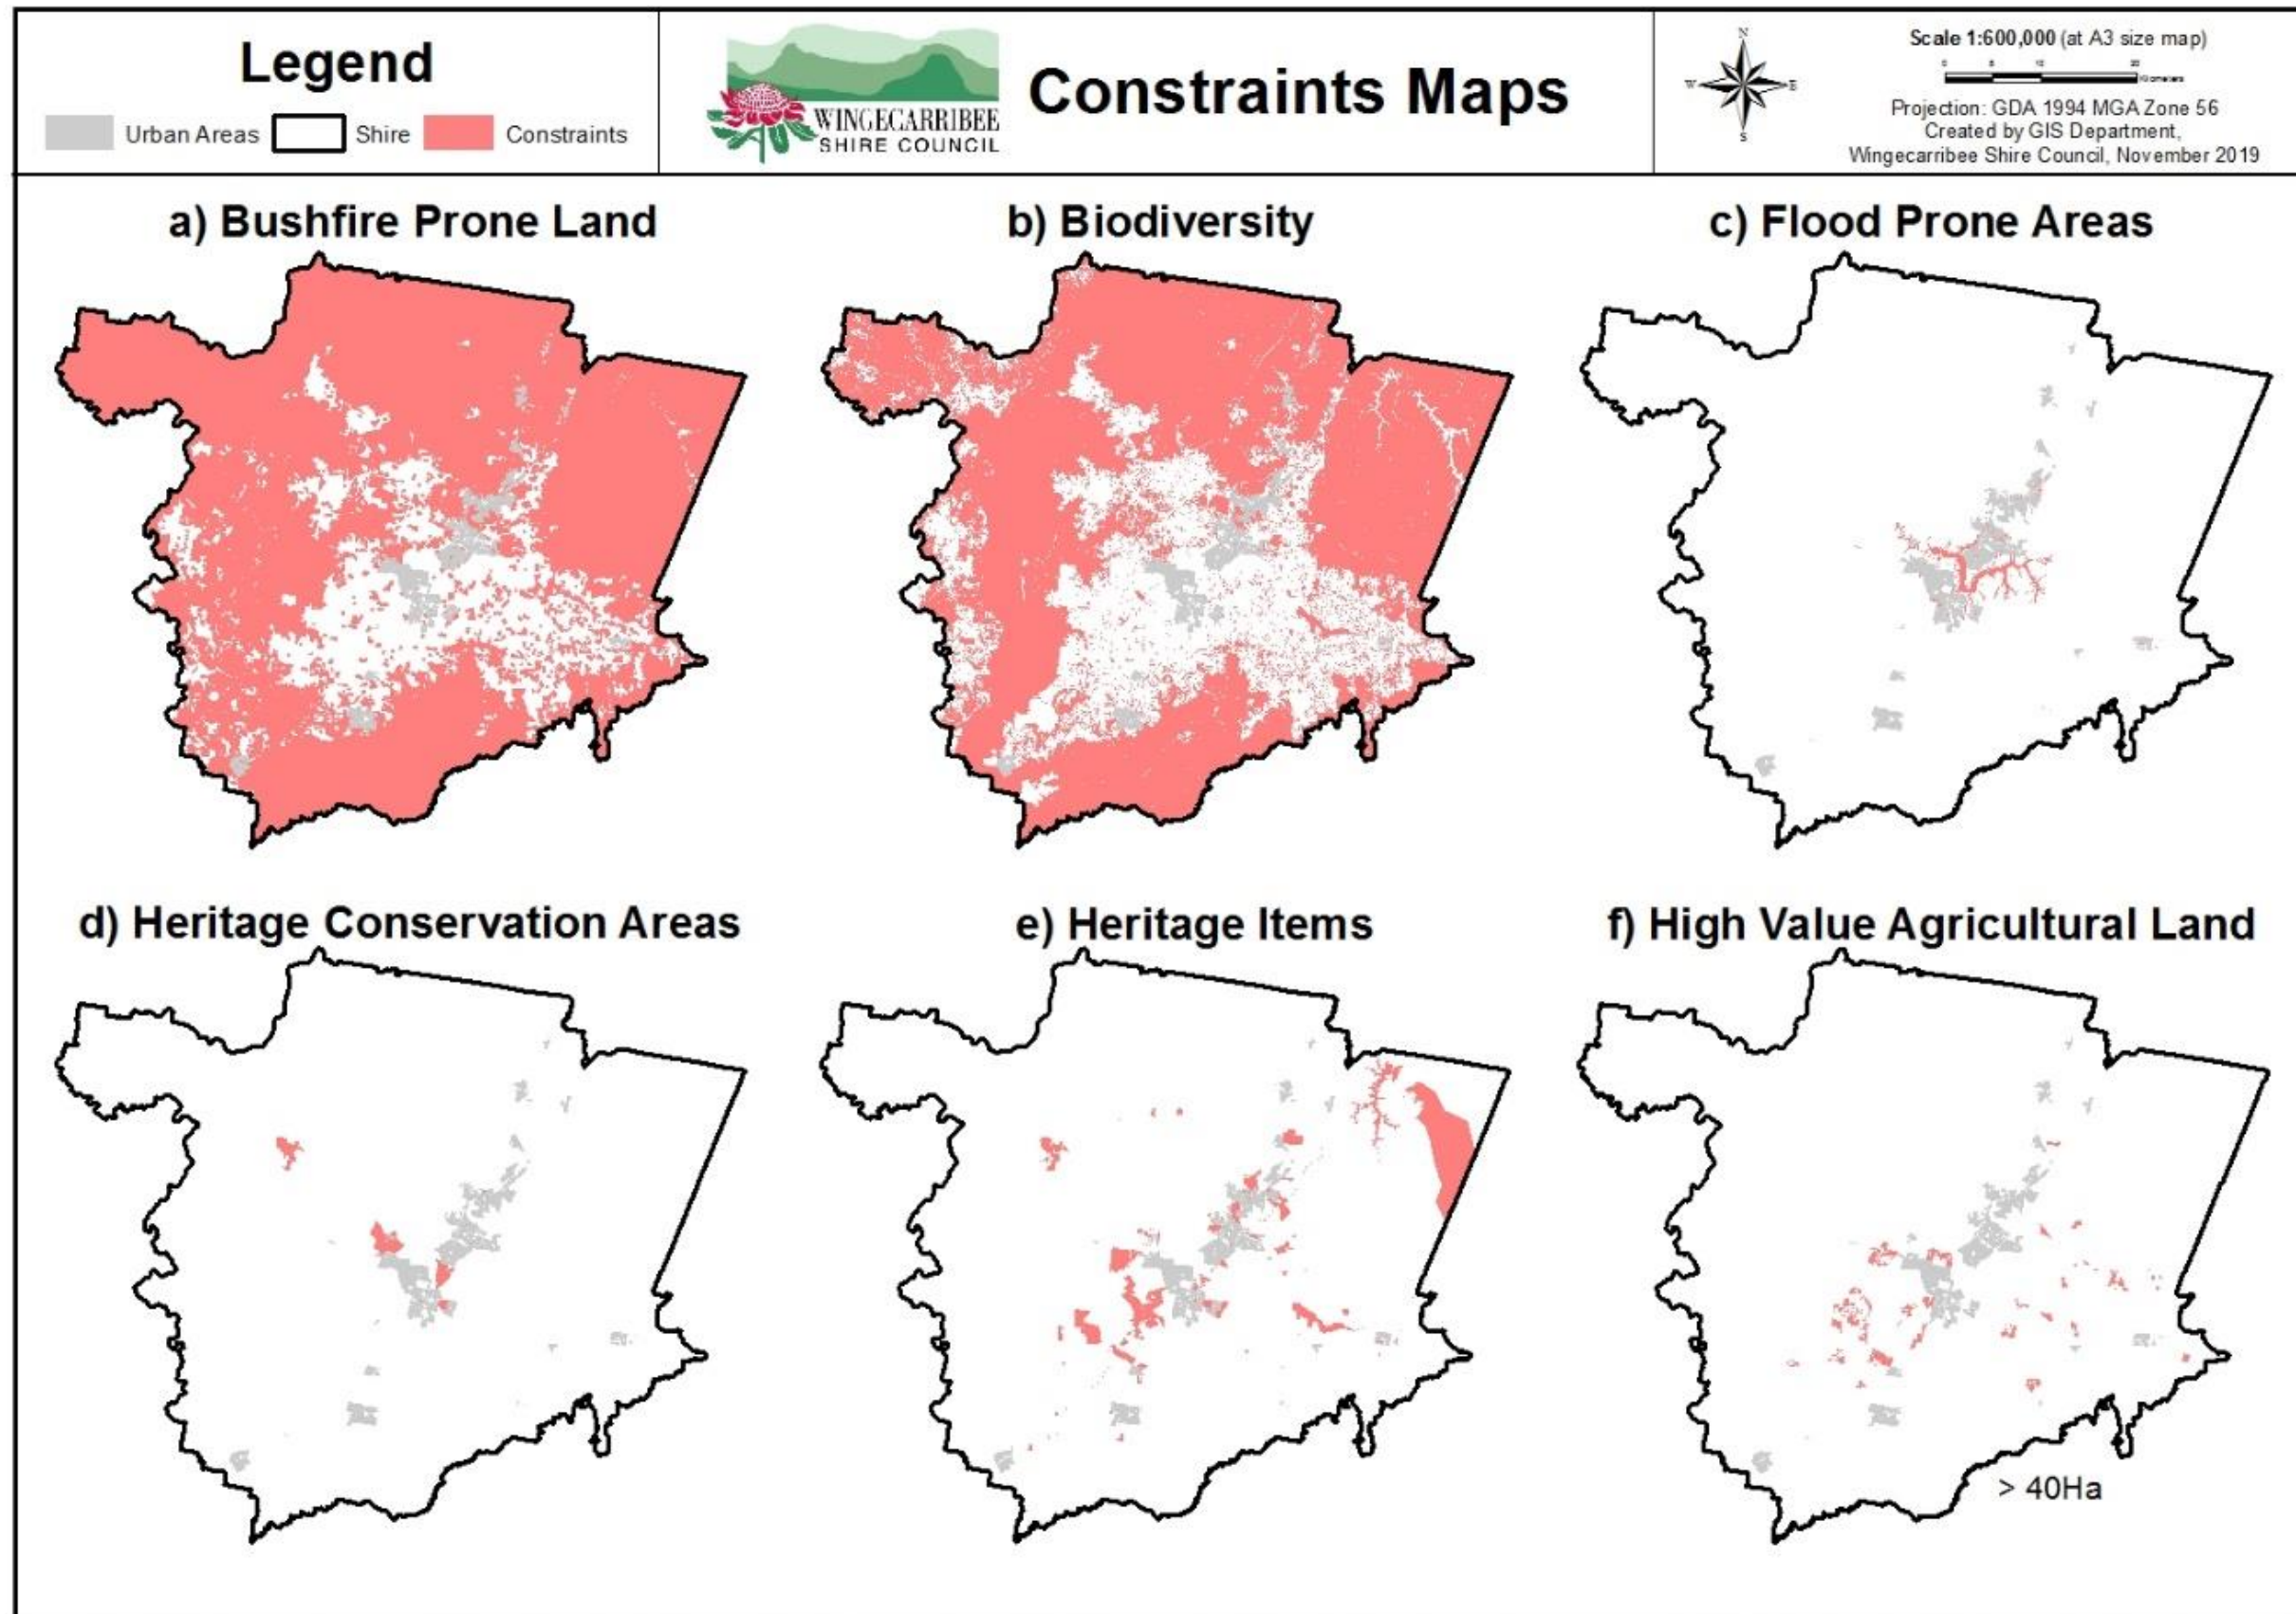 Legend
Urban Areas
Shire
Constraints
WINGECARRIBEE
SHIRE COUNCIL
Constraints Maps
N
W
E
S
Scale 1:600,000 (at A3 size map)
Projection: GDA 1994 MGA Zone 56
Created by GIS Department,
Wingecarribee Shire Council, November 2019
a) Bushfire Prone Land
b) Biodiversity
c) Flood Prone Areas
d) Heritage Conservation Areas
e) Heritage Items
f) High Value Agricultural Land
> 40Ha